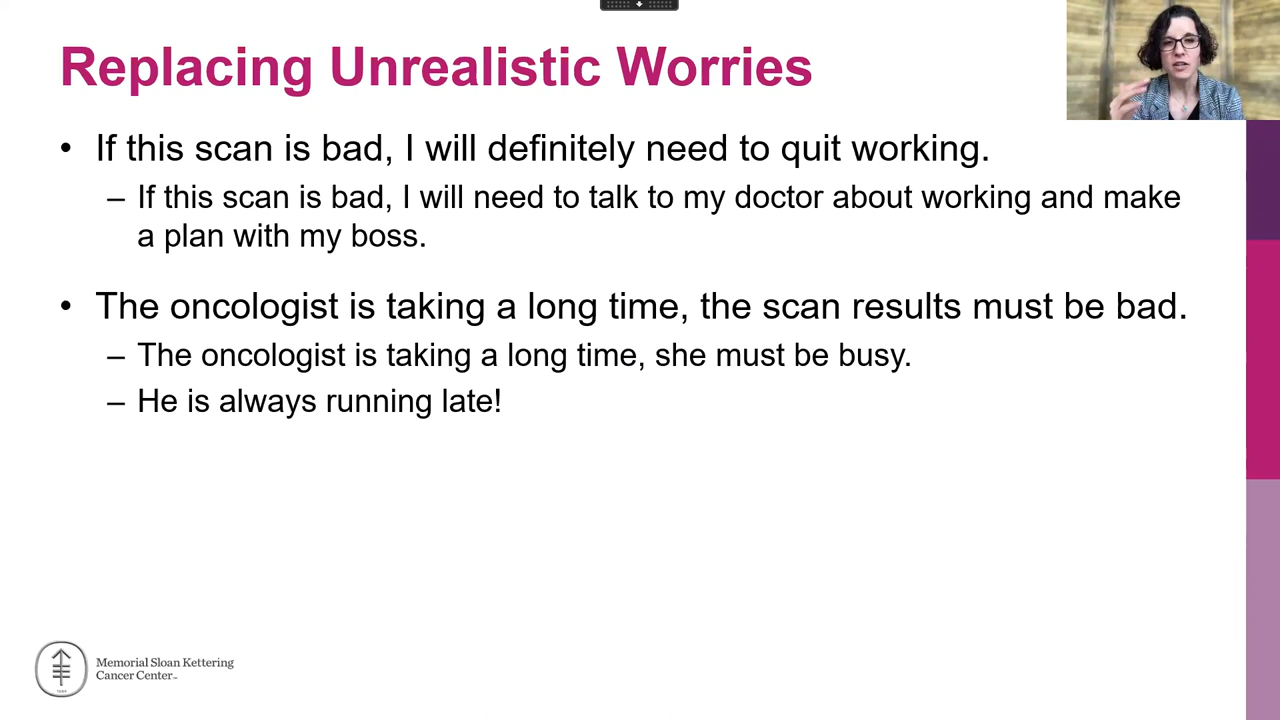 Replacing Unrealistic Worries
• If this scan is bad, I will definitely need to quit working.
– If this scan is bad, I will need to talk to my doctor about working and make
a plan with my boss.
• The oncologist is taking a long time, the scan results must be bad.
– The oncologist is taking a long time, she must be busy.
– He is always running late!
Memorial Sloan Kettering
Cancer Center